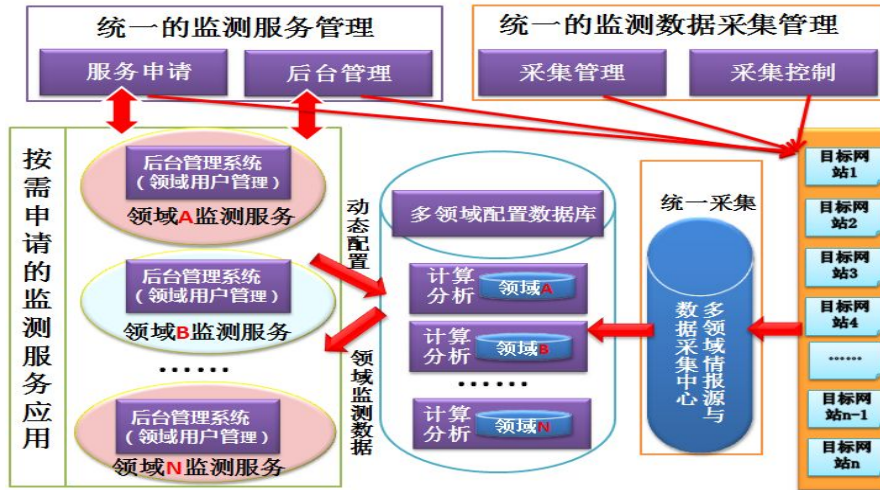 统一的监测服务管理
服务申请
后台管理
统一的监测数据采集管理
采集管理
采集控制
按需申请的监测服务应用
后台管理系统
（领域用户管理）
领域A监测服务
后台管理系统
（领域用户管理）
领域B监测服务
······
后台管理系统
（领域用户管理）
领域N监测服务
动态配置
领域监测数据
多领域配置数据库
计算
分析
领域A
计算
分析
领域B
······
计算
分析
领域N
统一采集
多领域情报源与
数据采集中心
目标网
站1
目标网
站2
目标网
站3
目标网
站4
······
目标网
站n-1
目标网
站n